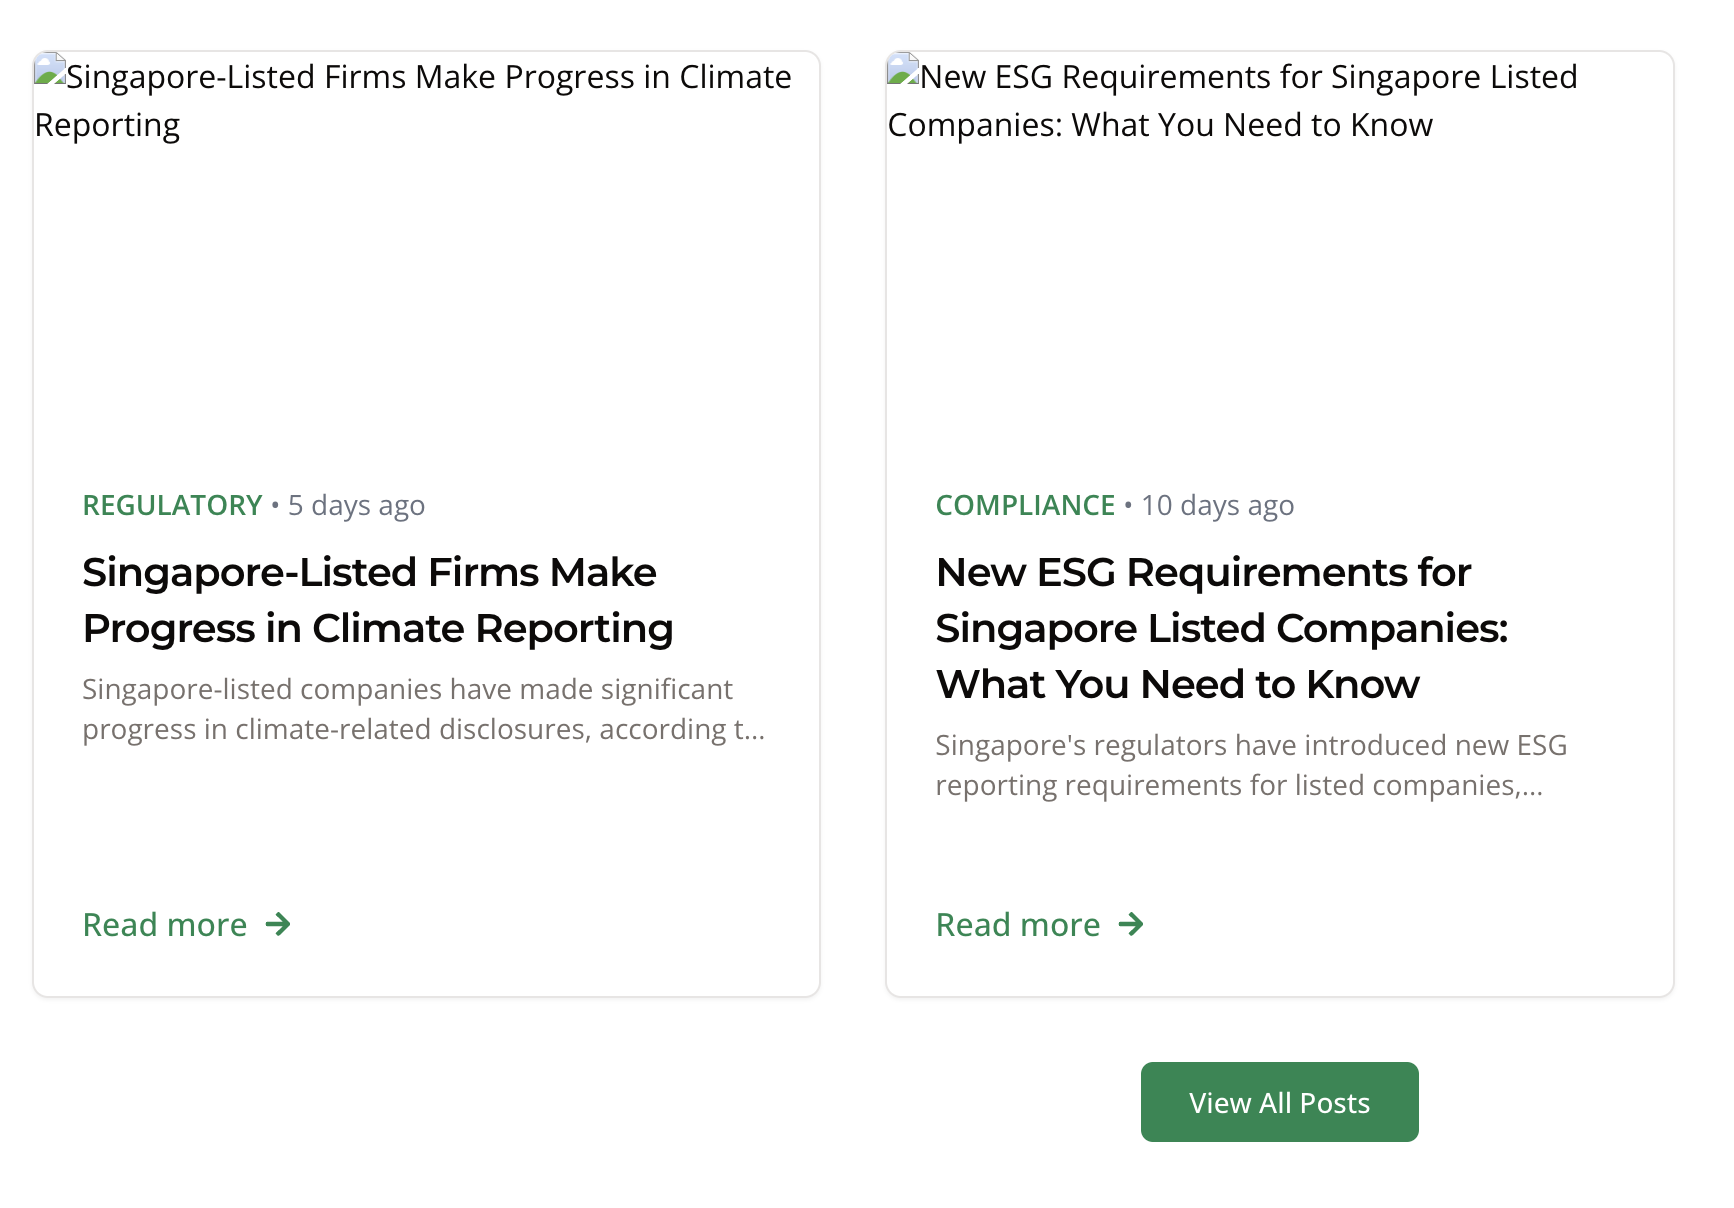 Singapore-Listed Firms Make Progress in Climate
Reporting
REGULATORY • 5 days ago
Singapore-Listed Firms Make
Progress in Climate Reporting
Singapore-listed companies have made significant
progress in climate-related disclosures, according t...
Read more
New ESG Requirements for Singapore Listed
Companies: What You Need to Know
COMPLIANCE • 10 days ago
New ESG Requirements for
Singapore Listed Companies:
What You Need to Know
Singapore's regulators have introduced new ESG
reporting requirements for listed companies,...
Read more
View All Posts